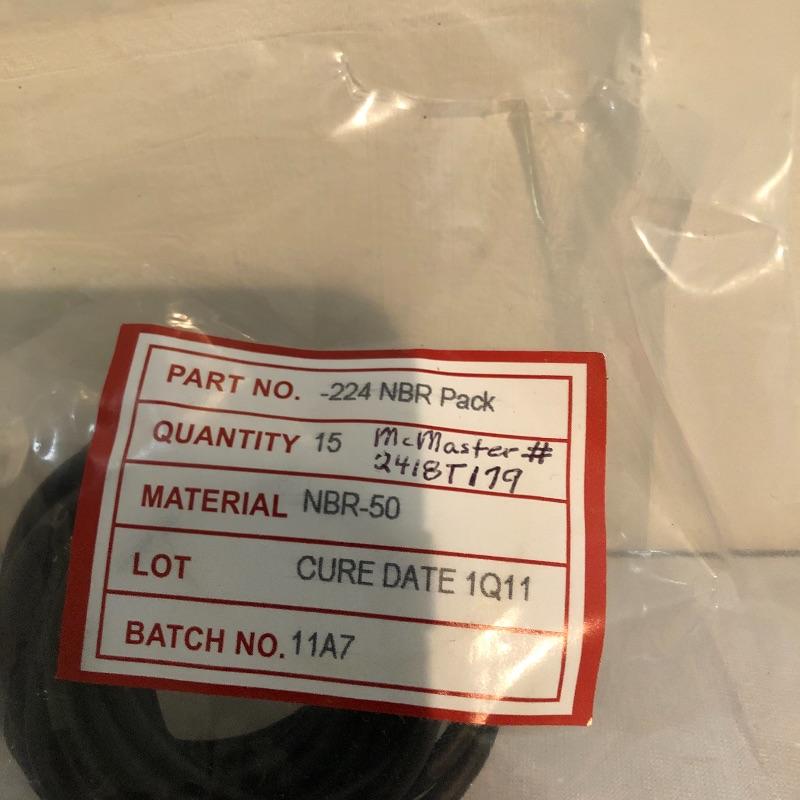 PART NO. -224 NBR Pack
QUANTITY 15 McMaster#
2418T179
MATERIAL NBR-50
LOT CURE DATE 1Q11
BATCH NO. 11A7